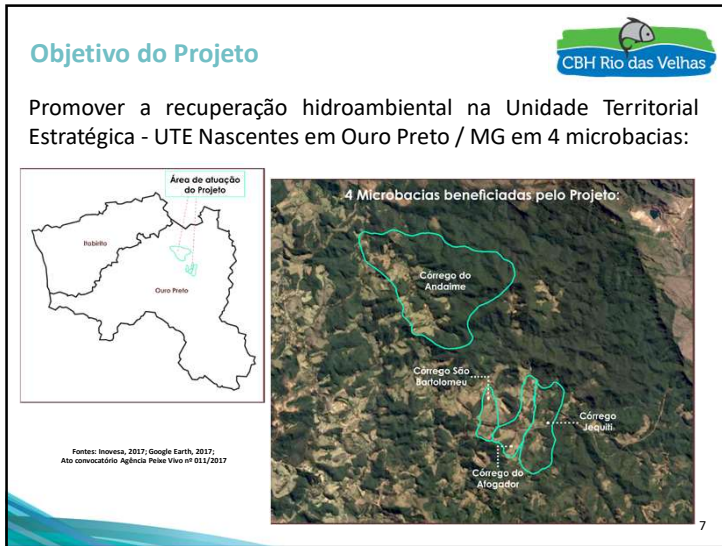 Objetivo do Projeto
CBH Rio das Velhas
Promover a recuperação hidroambiental na Unidade Territorial
Estratégica - UTE Nascentes em Ouro Preto / MG em 4 microbacias:
Área de atuação
do Projeto
Itabirito
Ouro Preto
4 Microbacias beneficiadas pelo Projeto:
Córrego do
Andaime
Córrego São
Bartolomeu
Córrego
Jequiti
Córrego do
Afogador
Fontes: Inovesa, 2017; Google Earth, 2017;
Ato convocatório Agência Peixe Vivo nº 011/2017
7